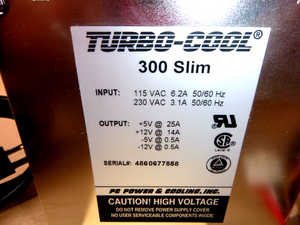 TURBO-COOL®
300 Slim
INPUT: 115 VAC 6.2A 50/60 Hz
230 VAC 3.1A 50/60 Hz
OUTPUT: +5V @ 25A
+12V @ 14A
-5V @ 0.5A
-12V @ 0.5A
SERIAL# 4860677858
PC POWER & COOLING, INC.
CAUTION! HIGH VOLTAGE
DO NOT REMOVE POWER SUPPLY COVER.
NO USER SERVICEABLE COMPONENTS INSIDE.